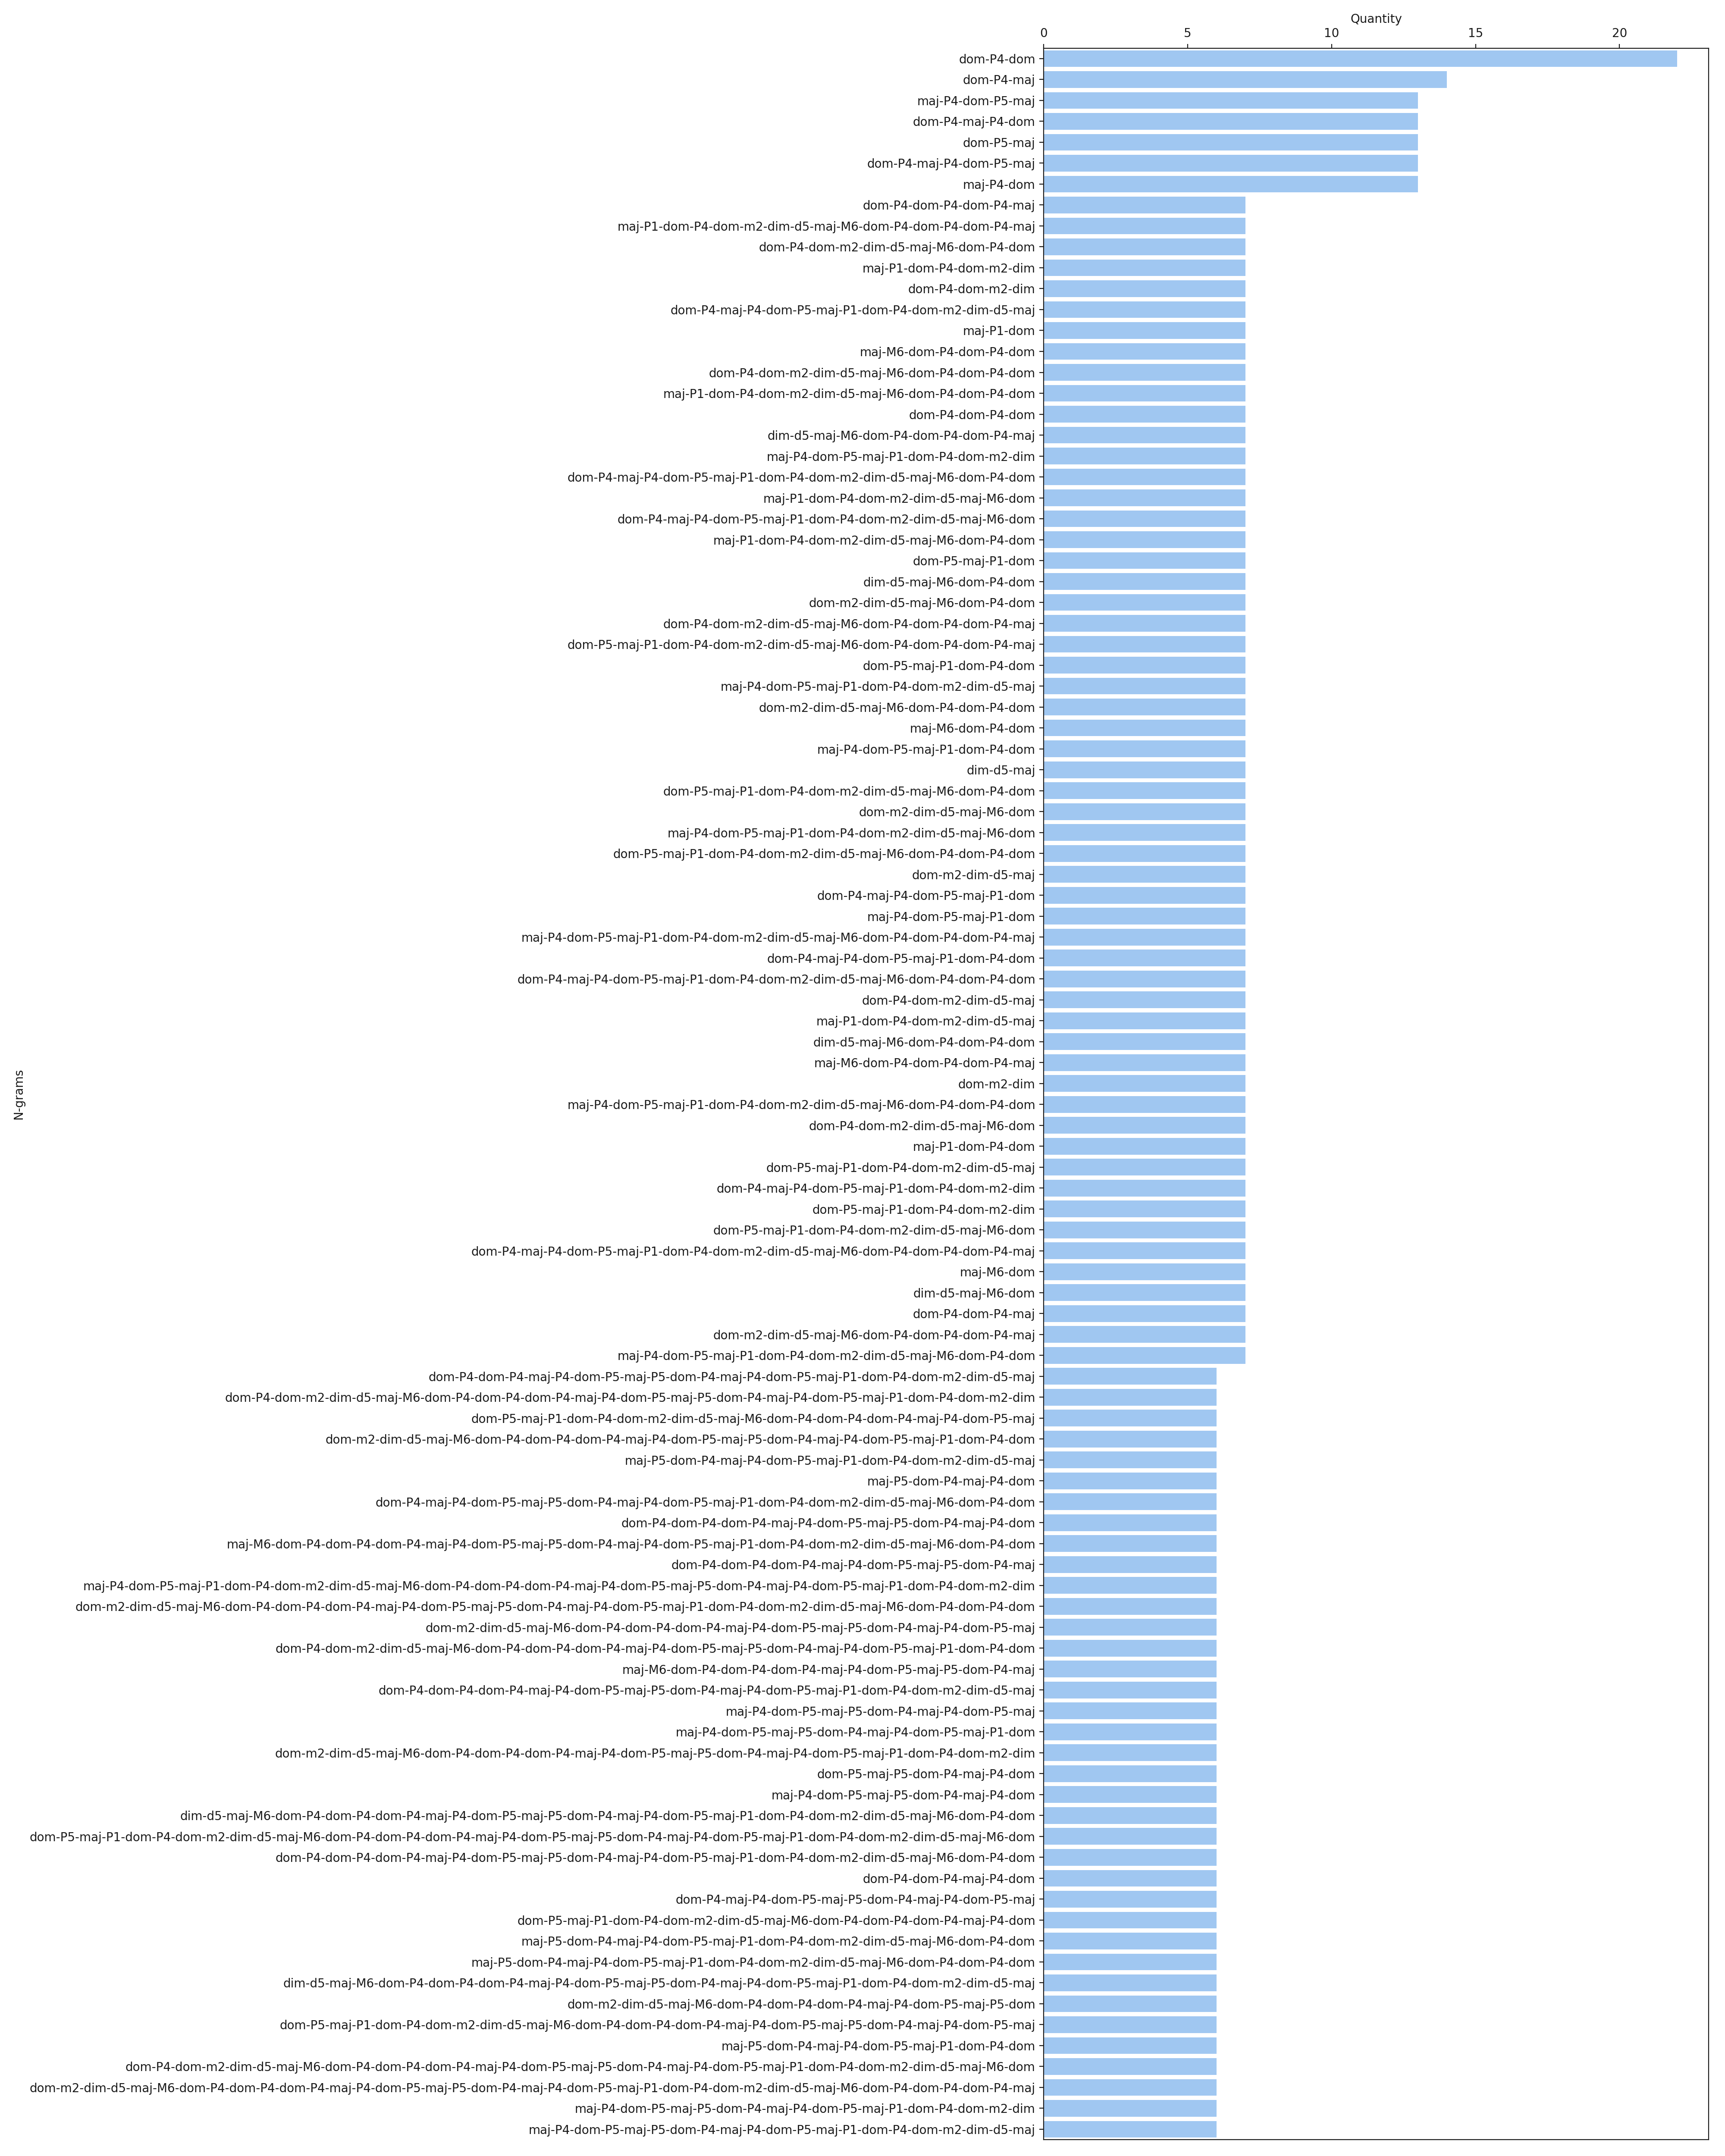 Quantity
0 5 10 15 20
dom-P4-dom
dom-P4-maj
maj-P4-dom-P5-maj
dom-P4-maj-P4-dom
dom-P5-maj
dom-P4-maj-P4-dom-P5-maj
maj-P4-dom
dom-P4-dom-P4-dom-P4-maj
maj-P1-dom-P4-dom-m2-dim-d5-maj-M6-dom-P4-dom-P4-dom-P4-maj
dom-P4-dom-m2-dim-d5-maj-M6-dom-P4-dom
maj-P1-dom-P4-dom-m2-dim
dom-P4-dom-m2-dim
dom-P4-maj-P4-dom-P5-maj-P1-dom-P4-dom-m2-dim-d5-maj
maj-P1-dom
maj-M6-dom-P4-dom-P4-dom
dom-P4-dom-m2-dim-d5-maj-M6-dom-P4-dom-P4-dom
maj-P1-dom-P4-dom-m2-dim-d5-maj-M6-dom-P4-dom-P4-dom
dom-P4-dom-P4-dom
dim-d5-maj-M6-dom-P4-dom-P4-dom-P4-maj
maj-P4-dom-P5-maj-P1-dom-P4-dom-m2-dim
dom-P4-maj-P4-dom-P5-maj-P1-dom-P4-dom-m2-dim-d5-maj-M6-dom-P4-dom
maj-P1-dom-P4-dom-m2-dim-d5-maj-M6-dom
dom-P4-maj-P4-dom-P5-maj-P1-dom-P4-dom-m2-dim-d5-maj-M6-dom
maj-P1-dom-P4-dom-m2-dim-d5-maj-M6-dom-P4-dom
dom-P5-maj-P1-dom
dim-d5-maj-M6-dom-P4-dom
dom-m2-dim-d5-maj-M6-dom-P4-dom
dom-P4-dom-m2-dim-d5-maj-M6-dom-P4-dom-P4-dom-P4-maj
dom-P5-maj-P1-dom-P4-dom-m2-dim-d5-maj-M6-dom-P4-dom-P4-dom-P4-maj
dom-P5-maj-P1-dom-P4-dom
maj-P4-dom-P5-maj-P1-dom-P4-dom-m2-dim-d5-maj
dom-m2-dim-d5-maj-M6-dom-P4-dom-P4-dom
maj-M6-dom-P4-dom
maj-P4-dom-P5-maj-P1-dom-P4-dom
dim-d5-maj
dom-P5-maj-P1-dom-P4-dom-m2-dim-d5-maj-M6-dom-P4-dom
dom-m2-dim-d5-maj-M6-dom
maj-P4-dom-P5-maj-P1-dom-P4-dom-m2-dim-d5-maj-M6-dom
dom-P5-maj-P1-dom-P4-dom-m2-dim-d5-maj-M6-dom-P4-dom-P4-dom
dom-m2-dim-d5-maj
dom-P4-maj-P4-dom-P5-maj-P1-dom
maj-P4-dom-P5-maj-P1-dom
maj-P4-dom-P5-maj-P1-dom-P4-dom-m2-dim-d5-maj-M6-dom-P4-dom-P4-dom-P4-maj
dom-P4-maj-P4-dom-P5-maj-P1-dom-P4-dom
dom-P4-maj-P4-dom-P5-maj-P1-dom-P4-dom-m2-dim-d5-maj-M6-dom-P4-dom-P4-dom
dom-P4-dom-m2-dim-d5-maj
maj-P1-dom-P4-dom-m2-dim-d5-maj
dim-d5-maj-M6-dom-P4-dom-P4-dom
maj-M6-dom-P4-dom-P4-dom-P4-maj
dom-m2-dim
maj-P4-dom-P5-maj-P1-dom-P4-dom-m2-dim-d5-maj-M6-dom-P4-dom-P4-dom
dom-P4-dom-m2-dim-d5-maj-M6-dom
maj-P1-dom-P4-dom
dom-P5-maj-P1-dom-P4-dom-m2-dim-d5-maj
dom-P4-maj-P4-dom-P5-maj-P1-dom-P4-dom-m2-dim
dom-P5-maj-P1-dom-P4-dom-m2-dim
dom-P5-maj-P1-dom-P4-dom-m2-dim-d5-maj-M6-dom
dom-P4-maj-P4-dom-P5-maj-P1-dom-P4-dom-m2-dim-d5-maj-M6-dom-P4-dom-P4-dom-P4-maj
maj-M6-dom
dim-d5-maj-M6-dom
dom-P4-dom-P4-maj
dom-m2-dim-d5-maj-M6-dom-P4-dom-P4-dom-P4-maj
maj-P4-dom-P5-maj-P1-dom-P4-dom-m2-dim-d5-maj-M6-dom-P4-dom
dom-P4-dom-P4-maj-P4-dom-P5-maj-P5-dom-P4-maj-P4-dom-P5-maj-P1-dom-P4-dom-m2-dim-d5-maj
dom-P4-dom-m2-dim-d5-maj-M6-dom-P4-dom-P4-dom-P4-maj-P4-dom-P5-maj-P5-dom-P4-maj-P4-dom-P5-maj-P1-dom-P4-dom-m2-dim
dom-P5-maj-P1-dom-P4-dom-m2-dim-d5-maj-M6-dom-P4-dom-P4-dom-P4-maj-P4-dom-P5-maj
dom-m2-dim-d5-maj-M6-dom-P4-dom-P4-dom-P4-maj-P4-dom-P5-maj-P5-dom-P4-maj-P4-dom-P5-maj-P1-dom-P4-dom
maj-P5-dom-P4-maj-P4-dom-P5-maj-P1-dom-P4-dom-m2-dim-d5-maj
maj-P5-dom-P4-maj-P4-dom
dom-P4-maj-P4-dom-P5-maj-P5-dom-P4-maj-P4-dom-P5-maj-P1-dom-P4-dom-m2-dim-d5-maj-M6-dom-P4-dom
dom-P4-dom-P4-dom-P4-maj-P4-dom-P5-maj-P5-dom-P4-maj-P4-dom
maj-M6-dom-P4-dom-P4-dom-P4-maj-P4-dom-P5-maj-P5-dom-P4-maj-P4-dom-P5-maj-P1-dom-P4-dom-m2-dim-d5-maj-M6-dom-P4-dom
dom-P4-dom-P4-dom-P4-maj-P4-dom-P5-maj-P5-dom-P4-maj
maj-P4-dom-P5-maj-P1-dom-P4-dom-m2-dim-d5-maj-M6-dom-P4-dom-P4-dom-P4-maj-P4-dom-P5-maj-P5-dom-P4-maj-P4-dom-P5-maj-P1-dom-P4-dom-m2-dim
dom-m2-dim-d5-maj-M6-dom-P4-dom-P4-dom-P4-maj-P4-dom-P5-maj-P5-dom-P4-maj-P4-dom-P5-maj-P1-dom-P4-dom-m2-dim-d5-maj-M6-dom-P4-dom-P4-dom
dom-m2-dim-d5-maj-M6-dom-P4-dom-P4-dom-P4-maj-P4-dom-P5-maj-P5-dom-P4-maj-P4-dom-P5-maj
dom-P4-dom-m2-dim-d5-maj-M6-dom-P4-dom-P4-dom-P4-maj-P4-dom-P5-maj-P5-dom-P4-maj-P4-dom-P5-maj-P1-dom-P4-dom
maj-M6-dom-P4-dom-P4-dom-P4-maj-P4-dom-P5-maj-P5-dom-P4-maj
dom-P4-dom-P4-dom-P4-maj-P4-dom-P5-maj-P5-dom-P4-maj-P4-dom-P5-maj-P1-dom-P4-dom-m2-dim-d5-maj
maj-P4-dom-P5-maj-P5-dom-P4-maj-P4-dom-P5-maj
maj-P4-dom-P5-maj-P5-dom-P4-maj-P4-dom-P5-maj-P1-dom
dom-m2-dim-d5-maj-M6-dom-P4-dom-P4-dom-P4-maj-P4-dom-P5-maj-P5-dom-P4-maj-P4-dom-P5-maj-P1-dom-P4-dom-m2-dim
dom-P5-maj-P5-dom-P4-maj-P4-dom
maj-P4-dom-P5-maj-P5-dom-P4-maj-P4-dom
dim-d5-maj-M6-dom-P4-dom-P4-dom-P4-maj-P4-dom-P5-maj-P5-dom-P4-maj-P4-dom-P5-maj-P1-dom-P4-dom-m2-dim-d5-maj-M6-dom-P4-dom
dom-P5-maj-P1-dom-P4-dom-m2-dim-d5-maj-M6-dom-P4-dom-P4-dom-P4-maj-P4-dom-P5-maj-P5-dom-P4-maj-P4-dom-P5-maj-P1-dom-P4-dom-m2-dim-d5-maj-M6-dom
dom-P4-dom-P4-dom-P4-maj-P4-dom-P5-maj-P5-dom-P4-maj-P4-dom-P5-maj-P1-dom-P4-dom-m2-dim-d5-maj-M6-dom-P4-dom
dom-P4-dom-P4-maj-P4-dom
dom-P4-maj-P4-dom-P5-maj-P5-dom-P4-maj-P4-dom-P5-maj
dom-P5-maj-P1-dom-P4-dom-m2-dim-d5-maj-M6-dom-P4-dom-P4-dom-P4-maj-P4-dom
maj-P5-dom-P4-maj-P4-dom-P5-maj-P1-dom-P4-dom-m2-dim-d5-maj-M6-dom-P4-dom
maj-P5-dom-P4-maj-P4-dom-P5-maj-P1-dom-P4-dom-m2-dim-d5-maj-M6-dom-P4-dom-P4-dom
dim-d5-maj-M6-dom-P4-dom-P4-dom-P4-maj-P4-dom-P5-maj-P5-dom-P4-maj-P4-dom-P5-maj-P1-dom-P4-dom-m2-dim-d5-maj
dom-m2-dim-d5-maj-M6-dom-P4-dom-P4-dom-P4-maj-P4-dom-P5-maj-P5-dom
dom-P5-maj-P1-dom-P4-dom-m2-dim-d5-maj-M6-dom-P4-dom-P4-dom-P4-maj-P4-dom-P5-maj-P5-dom-P4-maj-P4-dom-P5-maj
maj-P5-dom-P4-maj-P4-dom-P5-maj-P1-dom-P4-dom
dom-P4-dom-m2-dim-d5-maj-M6-dom-P4-dom-P4-dom-P4-maj-P4-dom-P5-maj-P5-dom-P4-maj-P4-dom-P5-maj-P1-dom-P4-dom-m2-dim-d5-maj-M6-dom
dom-m2-dim-d5-maj-M6-dom-P4-dom-P4-dom-P4-maj-P4-dom-P5-maj-P5-dom-P4-maj-P4-dom-P5-maj-P1-dom-P4-dom-m2-dim-d5-maj-M6-dom-P4-dom-P4-dom-P4-maj
maj-P4-dom-P5-maj-P5-dom-P4-maj-P4-dom-P5-maj-P1-dom-P4-dom-m2-dim
maj-P4-dom-P5-maj-P5-dom-P4-maj-P4-dom-P5-maj-P1-dom-P4-dom-m2-dim-d5-maj
N-grams